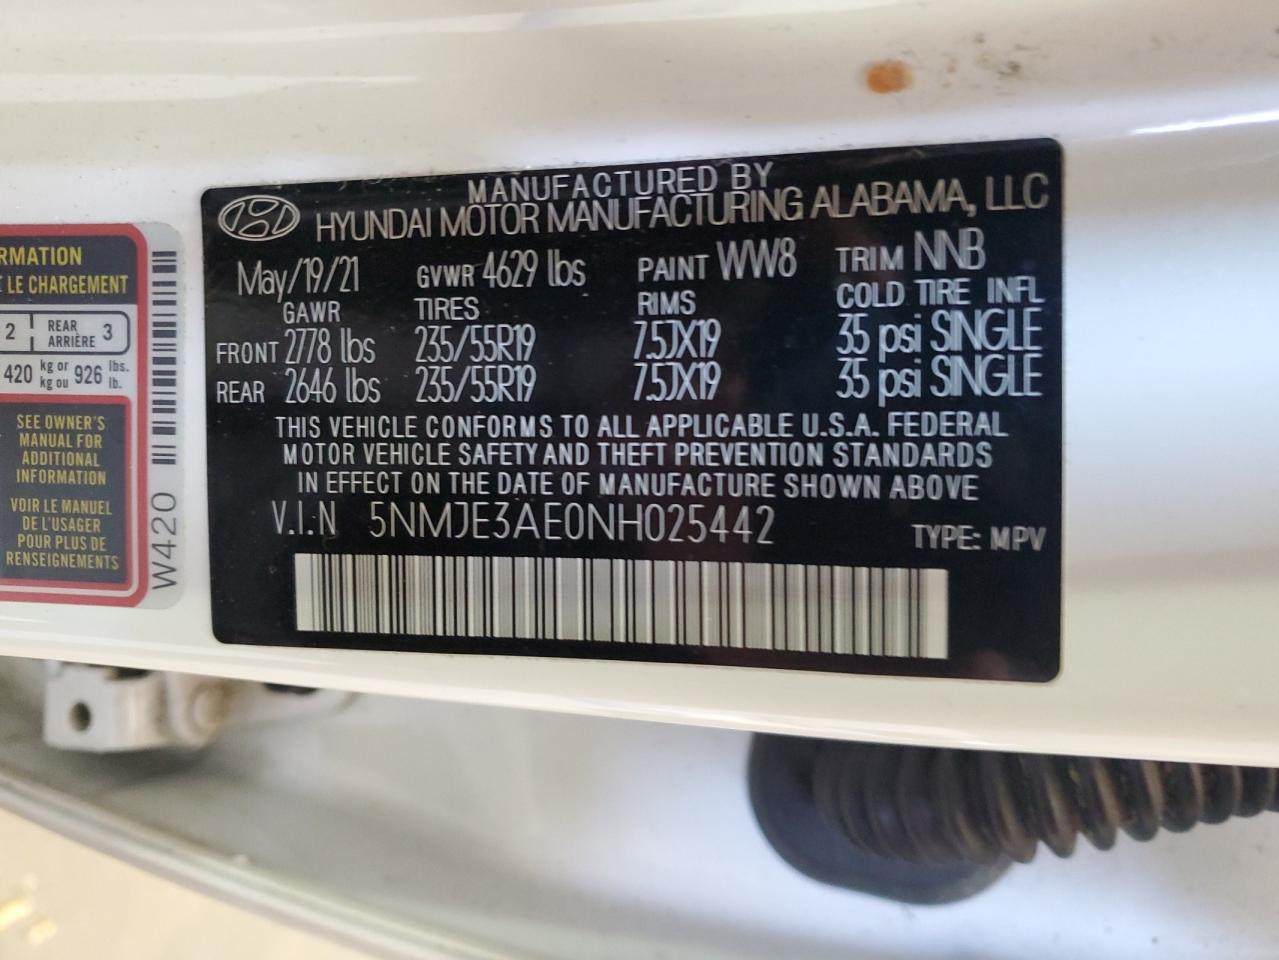 MANUFACTURED BY
HYUNDAI MOTOR MANUFACTURING ALABAMA, LLC
May/19/21 GVWR 4629 lbs PAINT WW8 TRIM NNB
GAWR TIRES RIMS COLD TIRE INFL
FRONT 2778 lbs 235/55R19 7.5JX19 35 psi SINGLE
REAR 2646 lbs 235/55R19 7.5JX19 35 psi SINGLE
THIS VEHICLE CONFORMS TO ALL APPLICABLE U.S.A. FEDERAL
MOTOR VEHICLE SAFETY AND THEFT PREVENTION STANDARDS
IN EFFECT ON THE DATE OF MANUFACTURE SHOWN ABOVE
V.I.N 5NMJE3AE0NH025442
TYPE: MPV
RMATION
LE CHARGEMENT
2 REAR 3
ARRIÈRE
420 kg or 926 lbs.
kg ou lb.
SEE OWNER'S
MANUAL FOR
ADDITIONAL
INFORMATION
VOIR LE MANUEL
DE L'USAGER
POUR PLUS DE
RENSEIGNEMENTS
W420